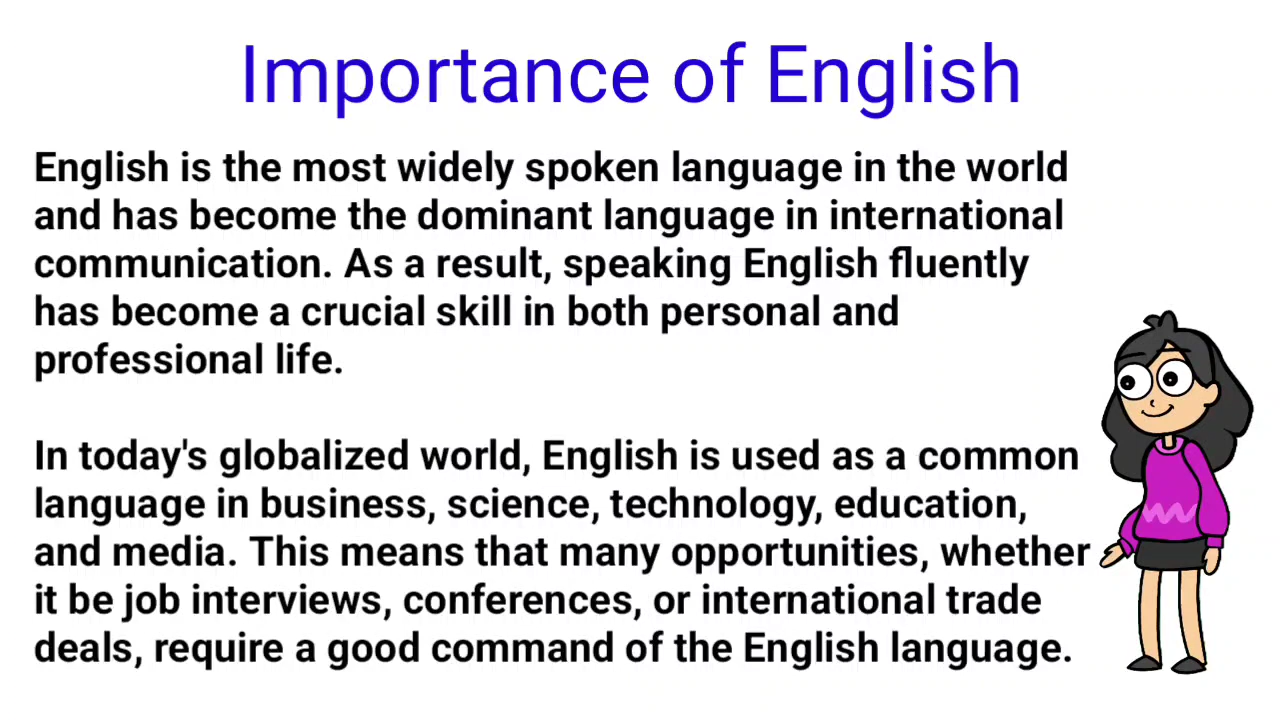 Importance of English
English is the most widely spoken language in the world
and has become the dominant language in international
communication. As a result, speaking English fluently
has become a crucial skill in both personal and
professional life.
In today's globalized world, English is used as a common
language in business, science, technology, education,
and media. This means that many opportunities, whether
it be job interviews, conferences, or international trade
deals, require a good command of the English language.